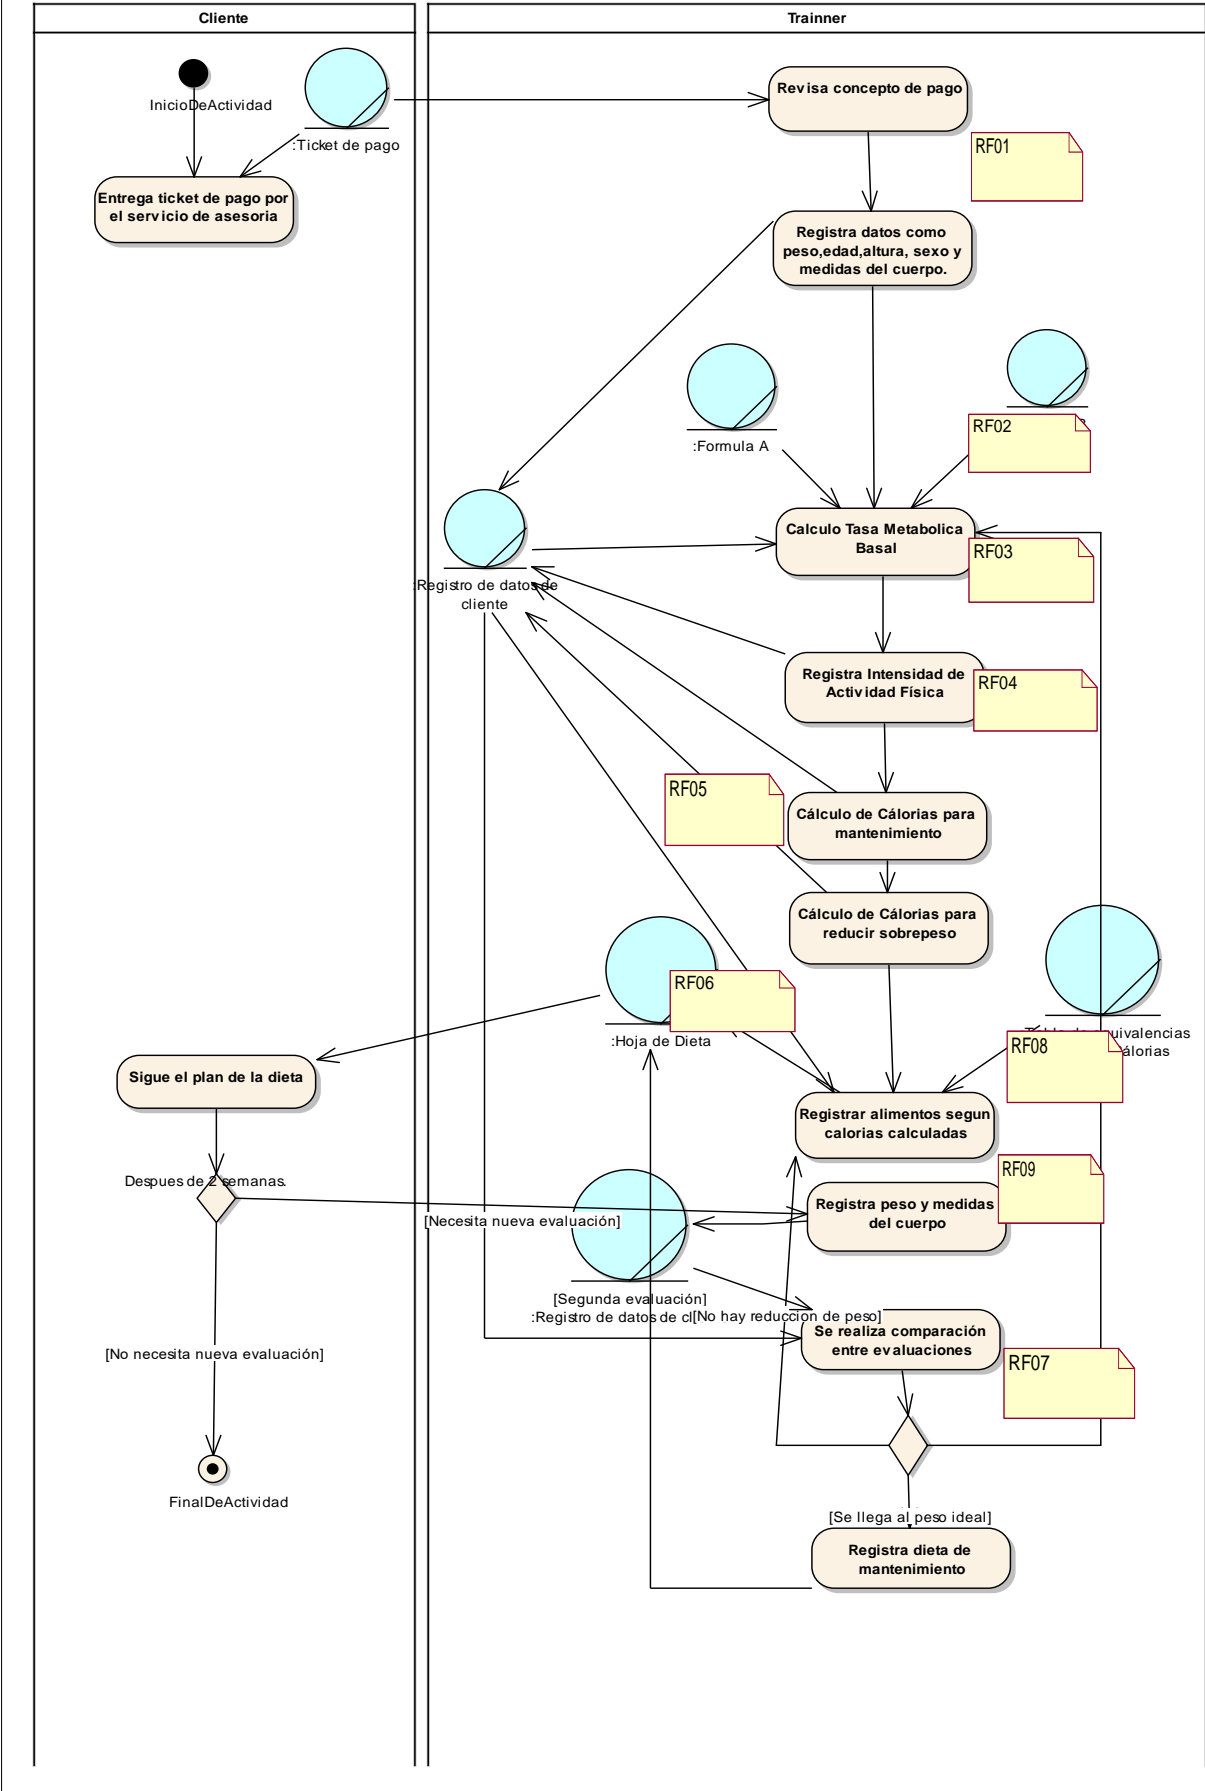 Cliente
Trainner
InicioDeActividad
:Ticket de pago
Revisa concepto de pago
RF01
Entrega ticket de pago por
el servicio de asesoria
Registra datos como
peso,edad,altura, sexo y
medidas del cuerpo.
:Formula A
RF02
Calculo Tasa Metabolica
Basal
RF03
:Registro de datos de
cliente
Registra Intensidad de
Actividad Física
RF04
RF05
Cálculo de Cálorias para
mantenimiento
Cálculo de Cálorias para
reducir sobrepeso
RF06
:Hoja de Dieta
uivalencias
álorias
RF08
Sigue el plan de la dieta
Registrar alimentos segun
calorias calculadas
Despues de 2 semanas.
RF09
Registra peso y medidas
del cuerpo
[Necesita nueva evaluación]
[Segunda evaluación]
:Registro de datos de cl
[No hay reduccion de peso]
Se realiza comparación
entre evaluaciones
[No necesita nueva evaluación]
RF07
FinalDeActividad
[Se llega al peso ideal]
Registra dieta de
mantenimiento